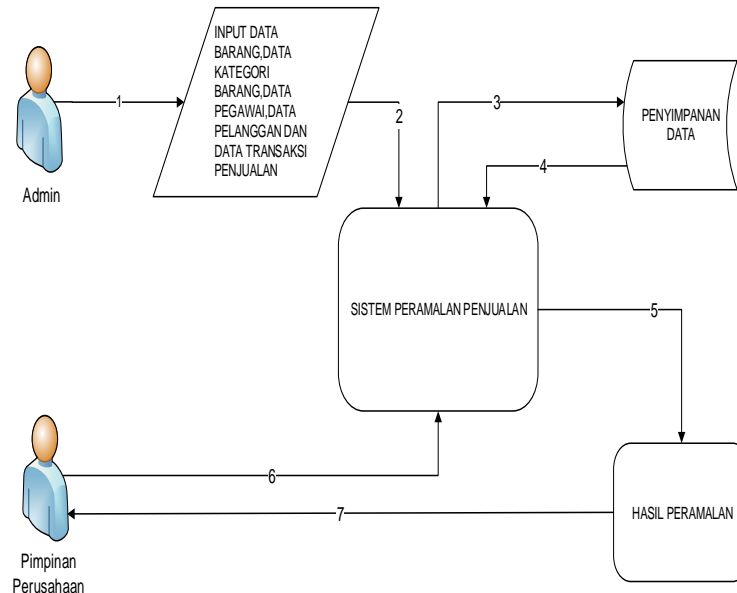 INPUT DATA
BARANG,DATA
KATEGORI
BARANG,DATA
PEGAWAI,DATA
PELANGGAN DAN
DATA TRANSAKSI
PENJUALAN
1
2
3
4
PENYIMPANAN
DATA
Admin
SISTEM PERAMALAN PENJUALAN
5
6
7
HASIL PERAMALAN
Pimpinan
Perusahaan